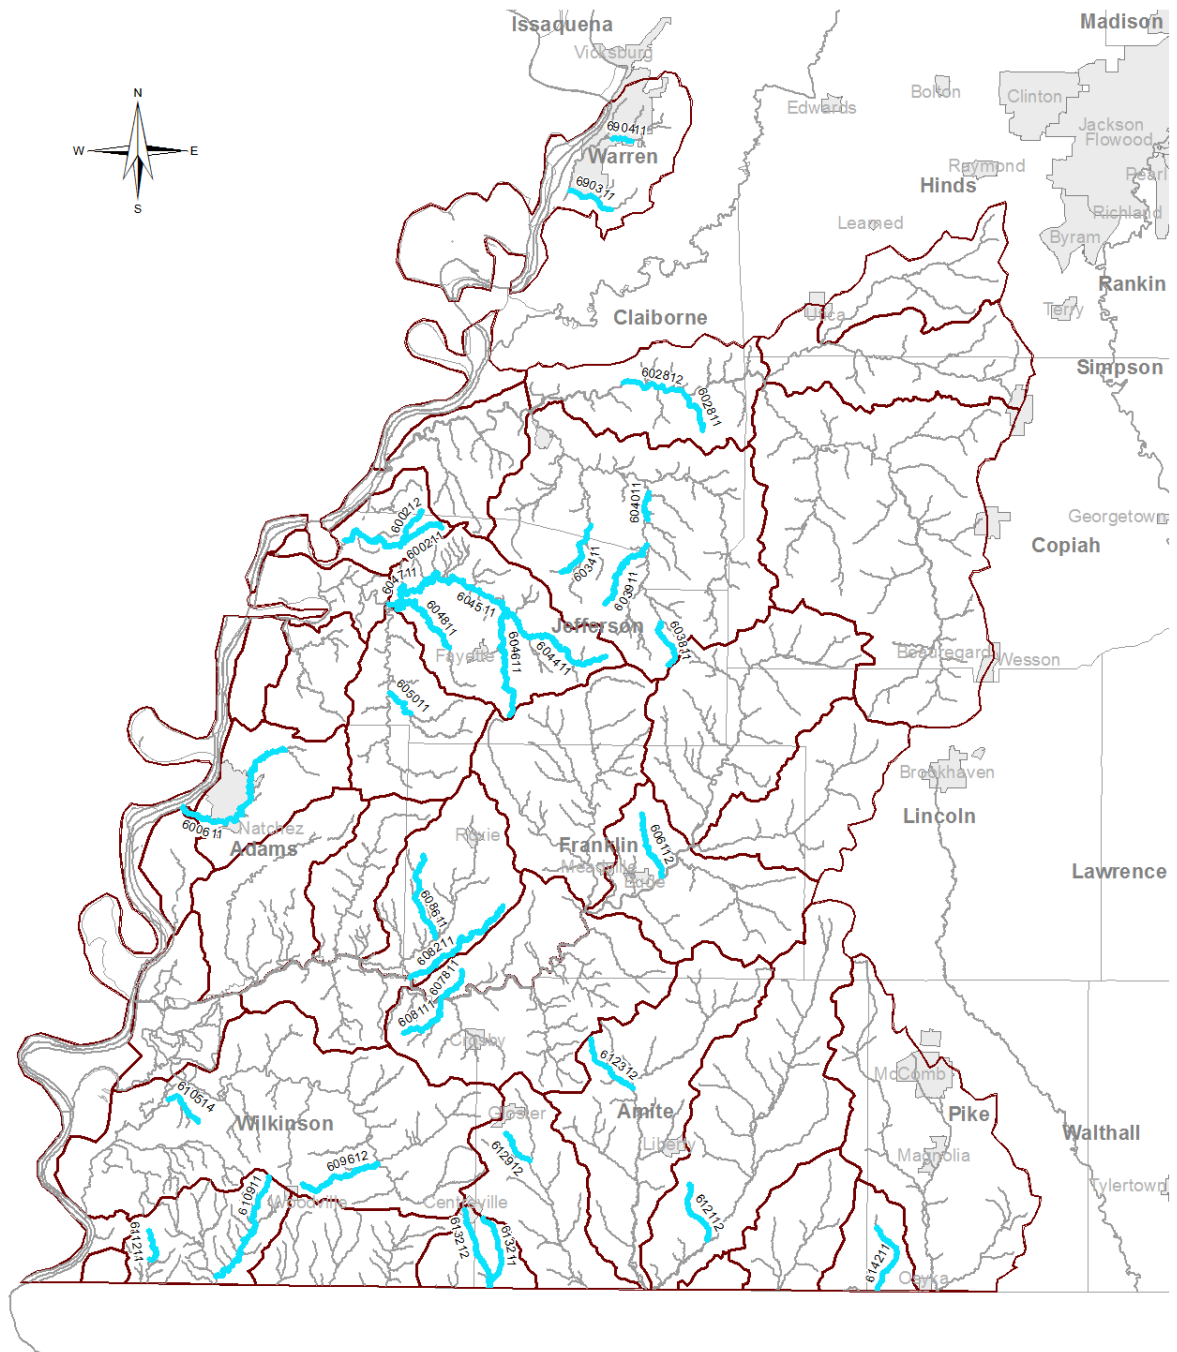 Issaquena
Madison
Vicksburg
N
W
E
S
Bolton
Clinton
Edwards
Jackson
Flowood
690411
Warren
Raymond
Pearl
Hinds
690311
Richland
Learned
Byram
Rankin
Terry
Utica
Claiborne
Simpson
602812
602811
604011
600212
Georgetown
600211
Copiah
603411
604711
603911
604511
604811
Jefferson
603811
604611
604411
Fayette
Beauregard
Wesson
605011
Brookhaven
Lincoln
600611
Natchez
Adams
Roxie
Franklin
606112
Meadville
Edge
Lawrence
608611
608211
607811
608111
Crosby
612312
McComb
610514
Wilkinson
Gloster
Amite
Pike
Walthall
Liberty
Magnolia
612912
609612
Tylertown
610911
Woodville
Centreville
612112
611211
613212
613211
614211
Osyka